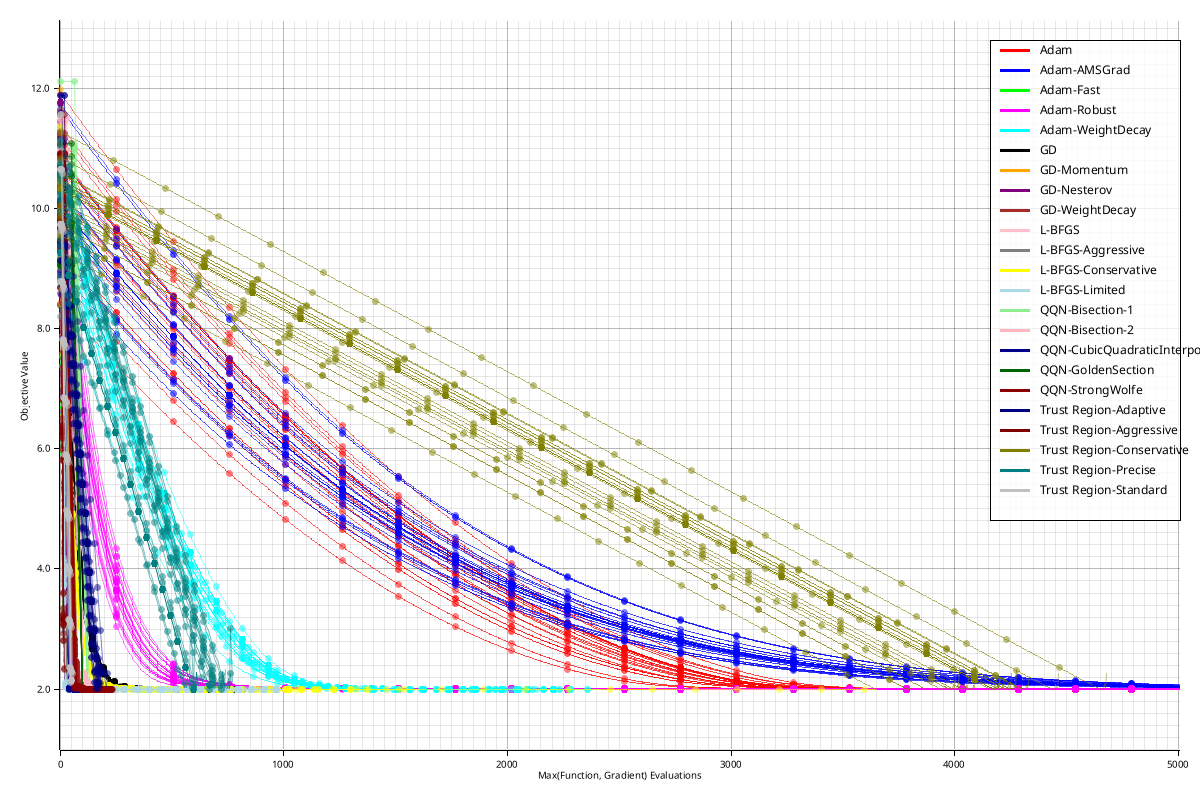 12.0
10.0
8.0
6.0
4.0
2.0
Objective Value
0
1000
2000
3000
4000
5000
Max(Function, Gradient) Evaluations
Adam
Adam-AMSGrad
Adam-Fast
Adam-Robust
Adam-WeightDecay
GD
GD-Momentum
GD-Nesterov
GD-WeightDecay
L-BFGS
L-BFGS-Aggressive
L-BFGS-Conservative
L-BFGS-Limited
QQN-Bisection-1
QQN-Bisection-2
QQN-CubicQuadraticInterpo
QQN-GoldenSection
QQN-StrongWolfe
Trust Region-Adaptive
Trust Region-Aggressive
Trust Region-Conservative
Trust Region-Precise
Trust Region-Standard